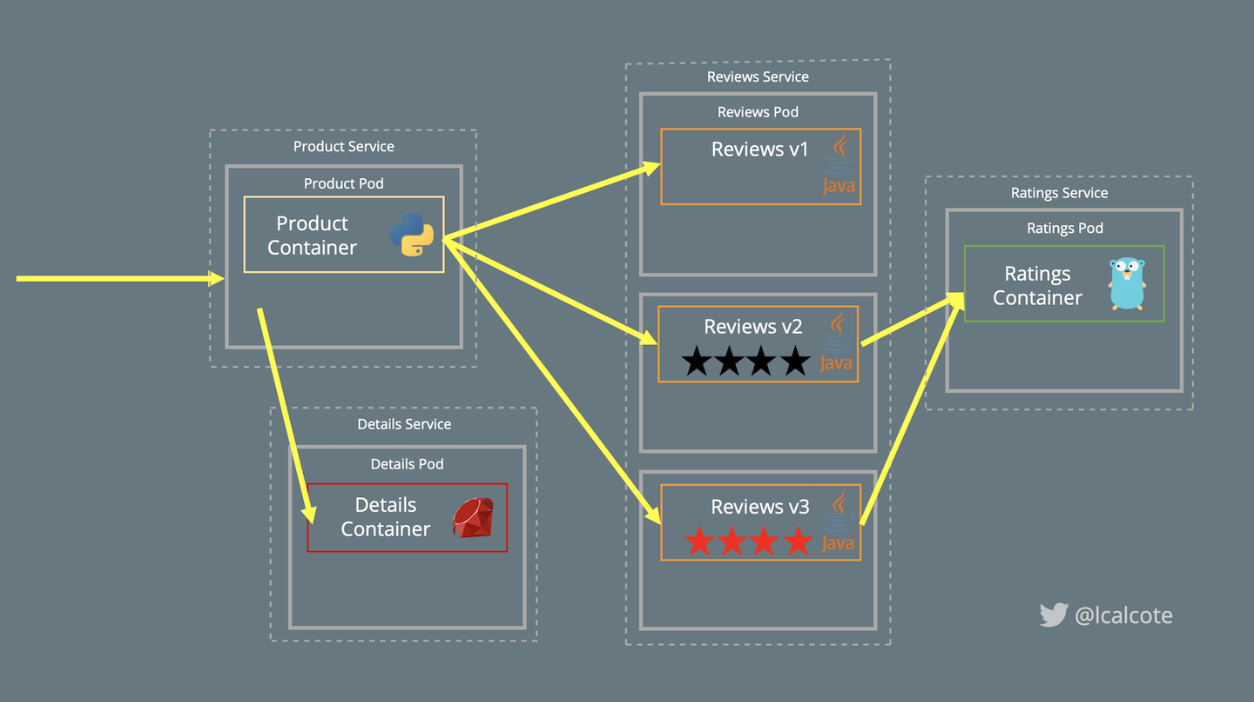 Product Service
Product Pod
Product
Container
Details Service
Details Pod
Details
Container
Reviews Service
Reviews Pod
Reviews v1
Java
Reviews v2
Java
Reviews v3
Java
Ratings Service
Ratings Pod
Ratings
Container
@lcalcote